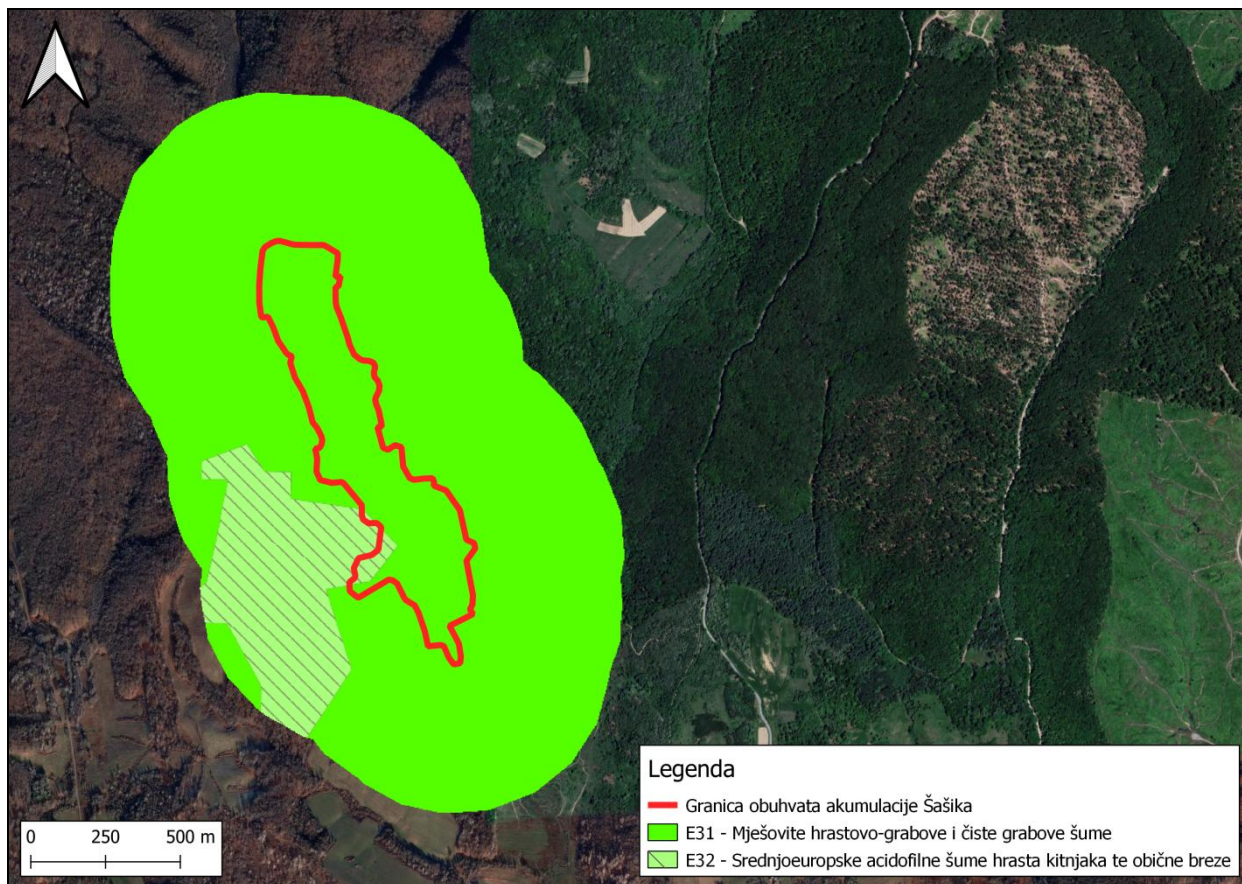 0 250 500 m
Legenda
Granica obuhvata akumulacije Šašika
E31 - Mješovite hrastovo-grabove i čiste grabove šume
E32 - Srednjoeuropske acidofilne šume hrasta kitnjaka te obične breze